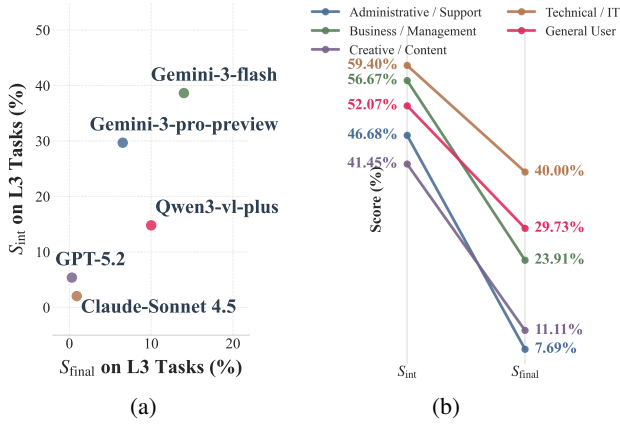 50
40
30
20
10
0
S_int on L3 Tasks (%)
Gemini-3-flash
Gemini-3-pro-preview
Qwen3-vl-plus
GPT-5.2
Claude-Sonnet 4.5
0 10 20
S_final on L3 Tasks (%)
(a)
Administrative / Support
Business / Management
Creative / Content
Technical / IT
General User
59.40%
56.67%
52.07%
46.68%
41.45%
Score (%)
40.00%
29.73%
23.91%
11.11%
7.69%
S_int S_final
(b)